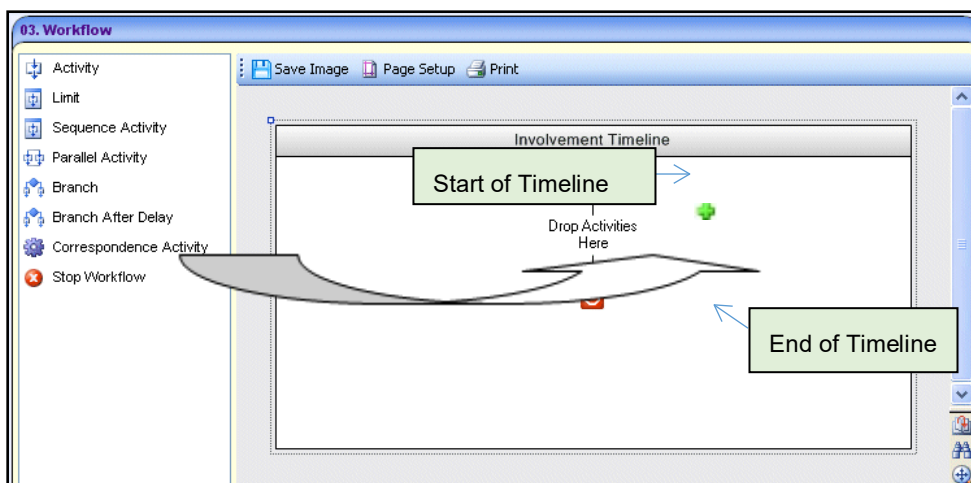 03. Workflow
Activity
Limit
Sequence Activity
Parallel Activity
Branch
Branch After Delay
Correspondence Activity
Stop Workflow
Save Image Page Setup Print
Involvement Timeline
Start of Timeline
Drop Activities
Here
End of Timeline